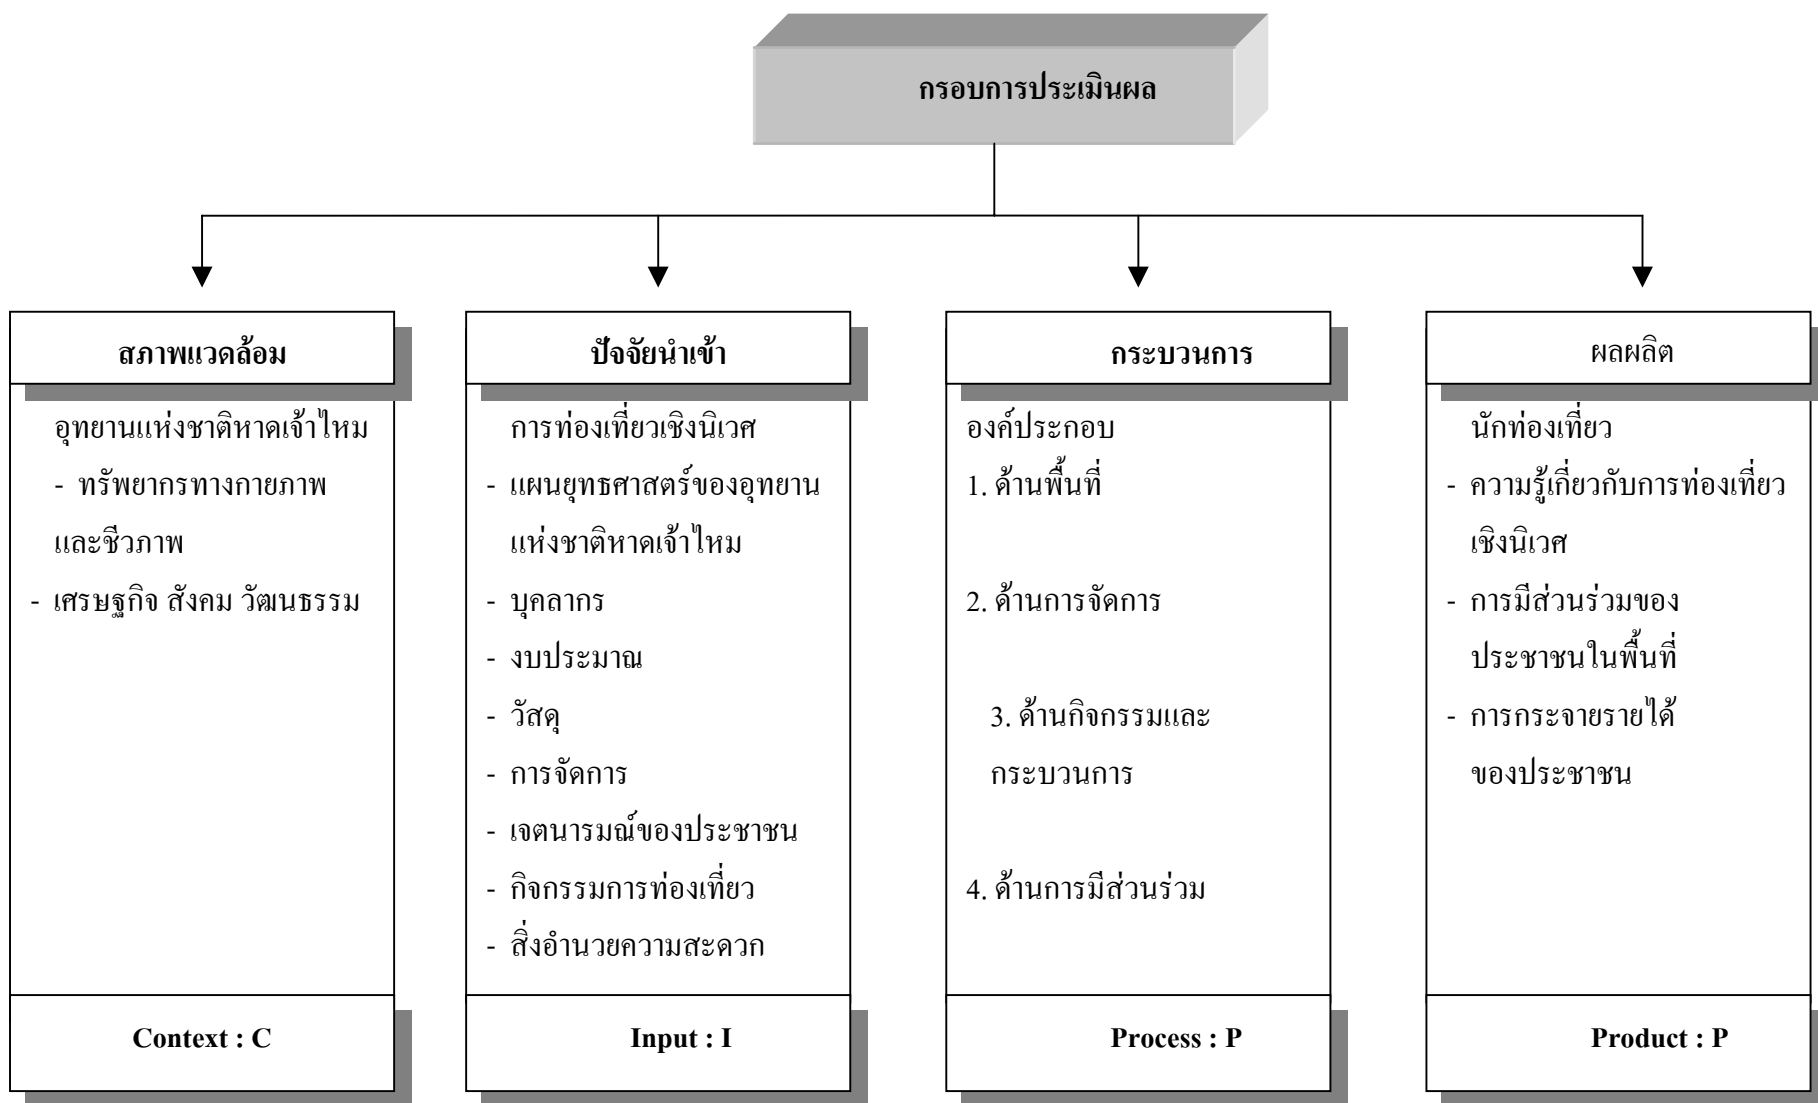 กรอบการประเมินผล
สภาพแวดล้อม
อุทยานแห่งชาติหาดเจ้าไหม
- ทรัพยากรทางกายภาพ
และชีวภาพ
- เศรษฐกิจ สังคม วัฒนธรรม
Context : C
ปัจจัยนำเข้า
การท่องเที่ยวเชิงนิเวศ
- แผนยุทธศาสตร์ของอุทยาน
แห่งชาติหาดเจ้าไหม
- บุคลากร
- งบประมาณ
- วัสดุ
- การจัดการ
- เจตนารมณ์ของประชาชน
- กิจกรรมการท่องเที่ยว
- สิ่งอำนวยความสะดวก
Input : I
กระบวนการ
องค์ประกอบ
1. ด้านพื้นที่
2. ด้านการจัดการ
3. ด้านกิจกรรมและ
กระบวนการ
4. ด้านการมีส่วนร่วม
Process : P
ผลผลิต
นักท่องเที่ยว
- ความรู้เกี่ยวกับการท่องเที่ยว
เชิงนิเวศ
- การมีส่วนร่วมของ
ประชาชนในพื้นที่
- การกระจายรายได้
ของประชาชน
Product : P